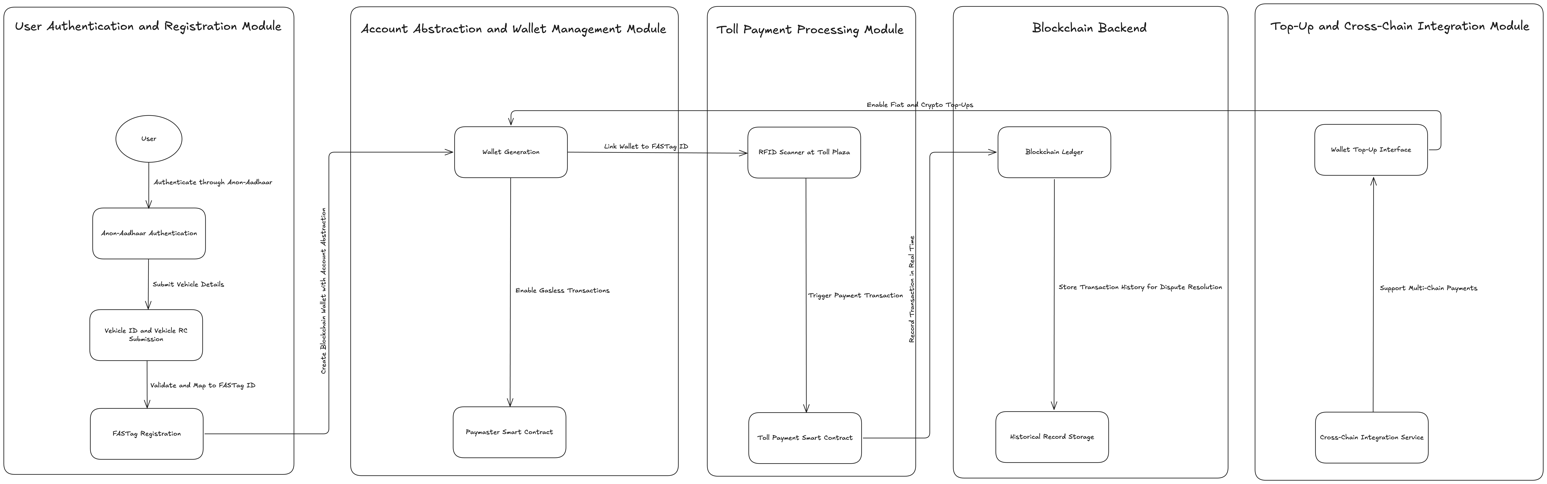 User Authentication and Registration Module
User
Authenticate through Anon-Aadhaar
Anon-Aadhaar Authentication
Submit Vehicle Details
Vehicle ID and Vehicle RC
Submission
Validate and Map to FASTag ID
FASTag Registration
Create Blockchain Wallet with Account Abstraction
Account Abstraction and Wallet Management Module
Wallet Generation
Link Wallet to FASTag ID
Enable Gasless Transactions
Paymaster Smart Contract
Toll Payment Processing Module
RFID Scanner at Toll Plaza
Trigger Payment Transaction
Toll Payment Smart Contract
Record Transaction in Real Time
Blockchain Backend
Enable Fiat and Crypto Top-Ups
Blockchain Ledger
Store Transaction History for Dispute Resolution
Historical Record Storage
Top-Up and Cross-Chain Integration Module
Wallet Top-Up Interface
Support Multi-Chain Payments
Cross-Chain Integration Service